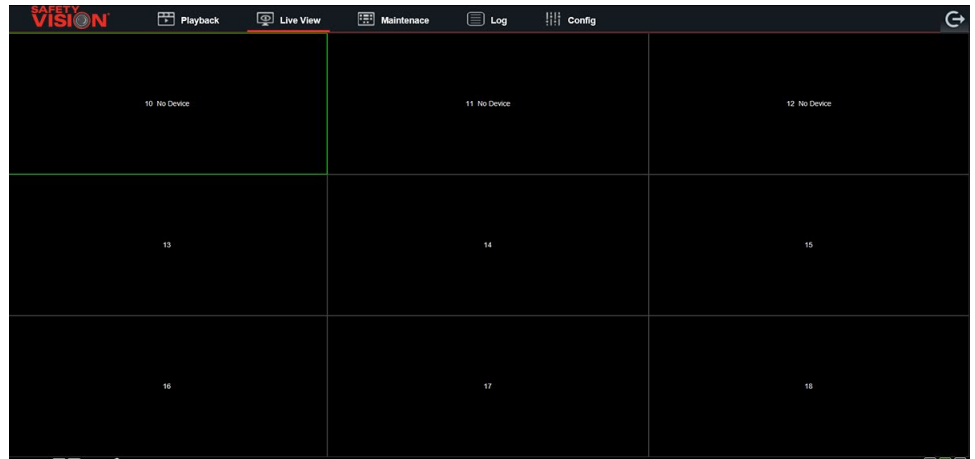 SAFETY
VISION
Playback
Live View
Maintenace
Log
Config
10 No Device
11 No Device
12 No Device
13
14
15
16
17
18